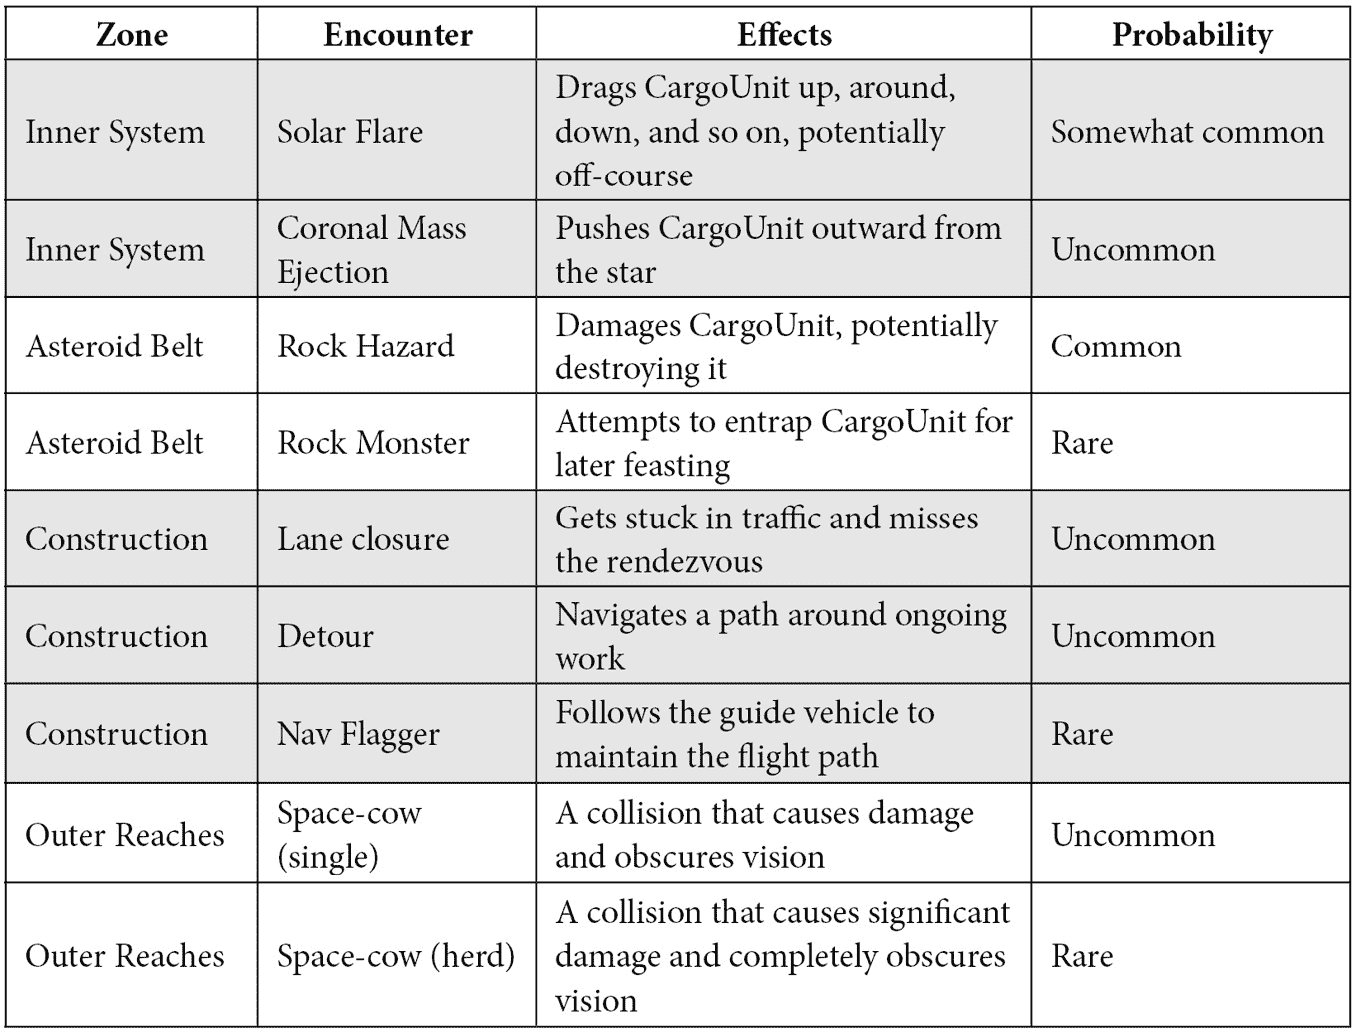 Zone Encounter Effects Probability
Inner System Solar Flare Drags CargoUnit up, around,
down, and so on, potentially
off-course Somewhat common
Inner System Coronal Mass
Ejection Pushes CargoUnit outward from
the star Uncommon
Asteroid Belt Rock Hazard Damages CargoUnit, potentially
destroying it Common
Asteroid Belt Rock Monster Attempts to entrap CargoUnit for
later feasting Rare
Construction Lane closure Gets stuck in traffic and misses
the rendezvous Uncommon
Construction Detour Navigates a path around ongoing
work Uncommon
Construction Nav Flagger Follows the guide vehicle to
maintain the flight path Rare
Outer Reaches Space-cow
(single) A collision that causes damage
and obscures vision Uncommon
Outer Reaches Space-cow (herd) A collision that causes significant
damage and completely obscures
vision Rare